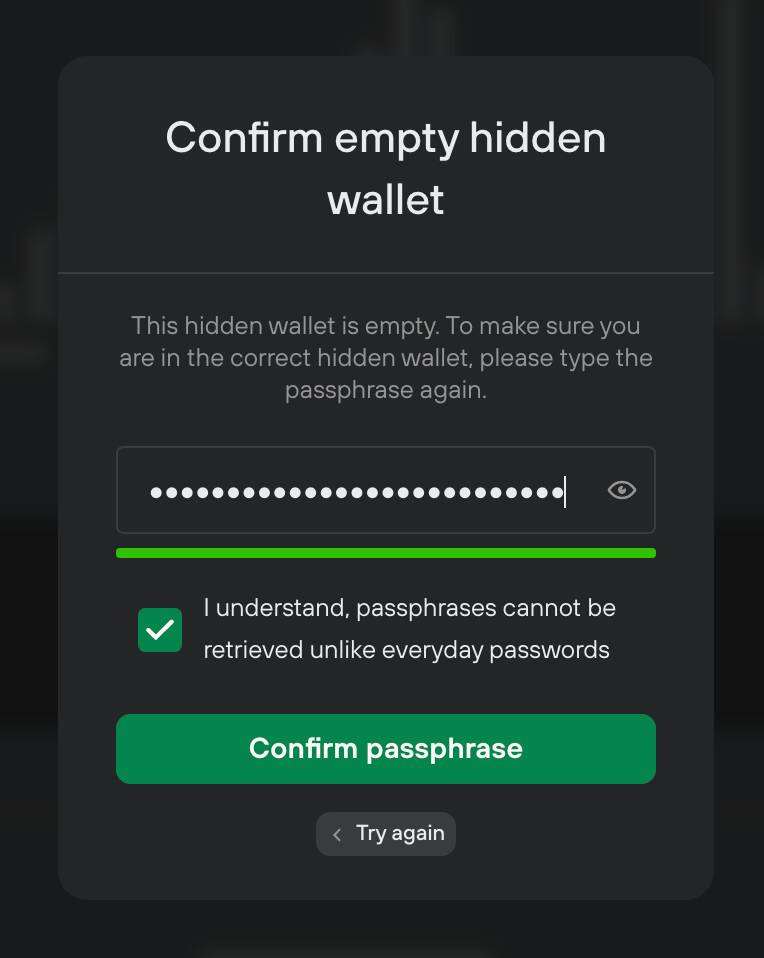 Confirm empty hidden
wallet
This hidden wallet is empty. To make sure you
are in the correct hidden wallet, please type the
passphrase again.
●●●●●●●●●●●●●●●●●●●●●●●●●●●
I understand, passphrases cannot be
retrieved unlike everyday passwords
Confirm passphrase
Try again